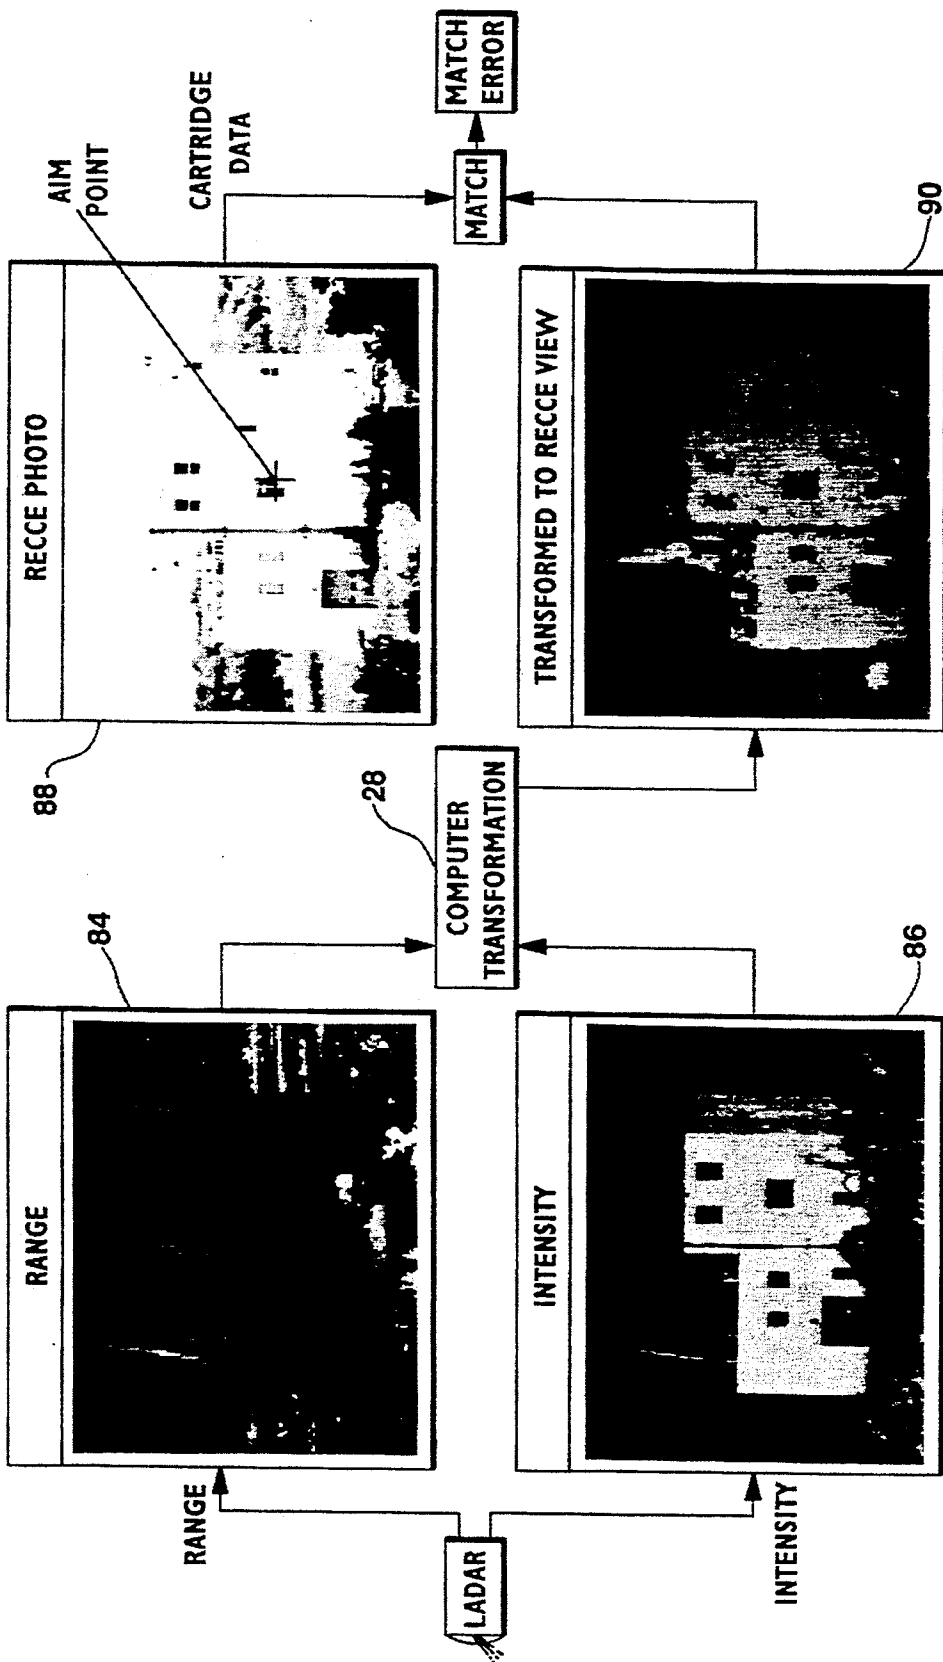 LADAR
RANGE
INTENSITY
RANGE
84
INTENSITY
86
28
COMPUTER
TRANSFORMATION
RECCE PHOTO
88
AIM
POINT
TRANSFORMED TO RECCE VIEW
90
CARTRIDGE
DATA
MATCH
MATCH
ERROR